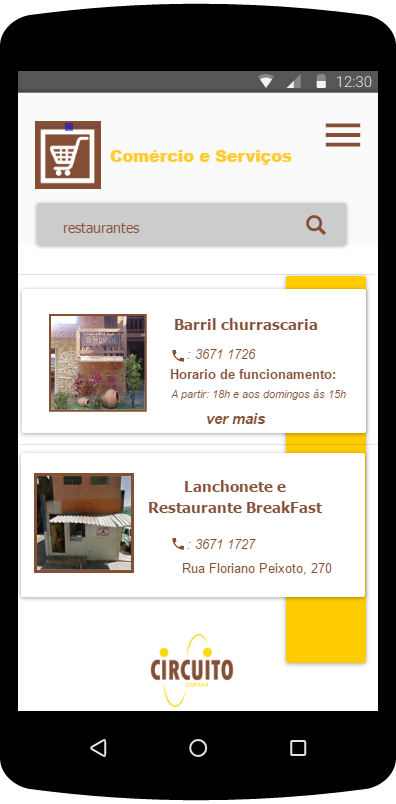 12:30
Comércio e Serviços
restaurantes
Barril churrascaria
: 3671 1726
Horario de funcionamento:
A partir: 18h e aos domingos às 15h
ver mais
Lanchonete e
Restaurante BreakFast
: 3671 1727
Rua Floriano Peixoto, 270
CIRCUITO